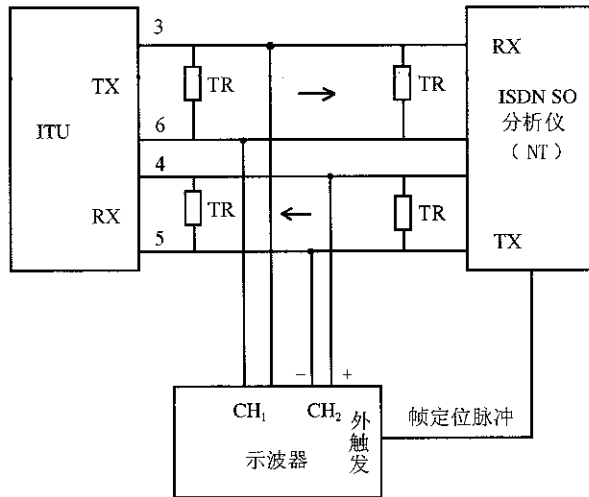 3
TX
TR
TR
RX
ITU
6
ISDN SO
分析仪
（NT）
4
RX
TR
TR
5
TX
－
+
CH₁
CH₂
外触发
示波器
帧定位脉冲